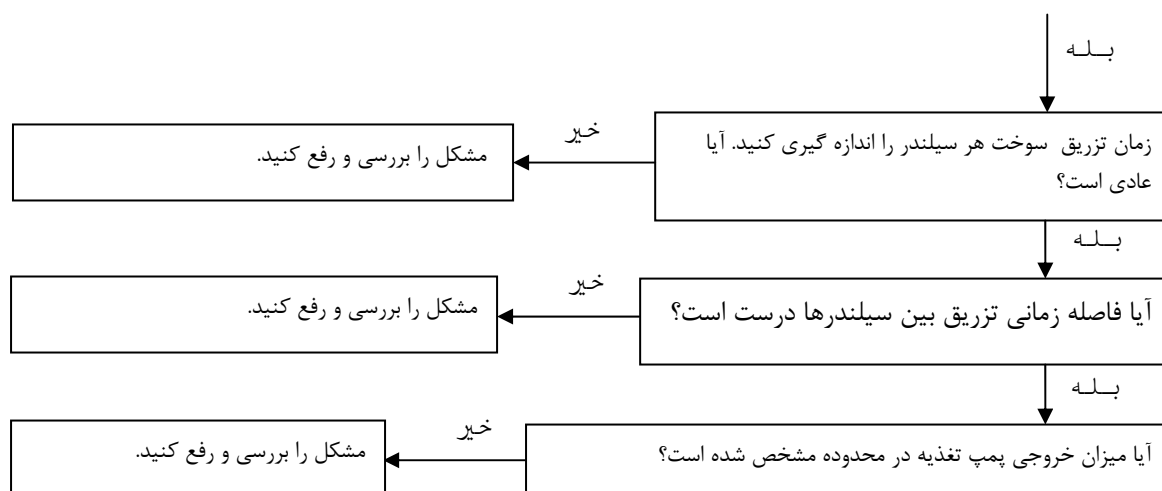 بــلــه
زمان تزریق سوخت هر سیلندر را اندازه گیری کنید. آیا
عادی است؟
خیر
مشکل را بررسی و رفع کنید.
بــلــه
آیا فاصله زمانی تزریق بین سیلندرها درست است؟
خیر
مشکل را بررسی و رفع کنید.
بــلــه
آیا میزان خروجی پمپ تغذیه در محدوده مشخص شده است؟
خیر
مشکل را بررسی و رفع کنید.